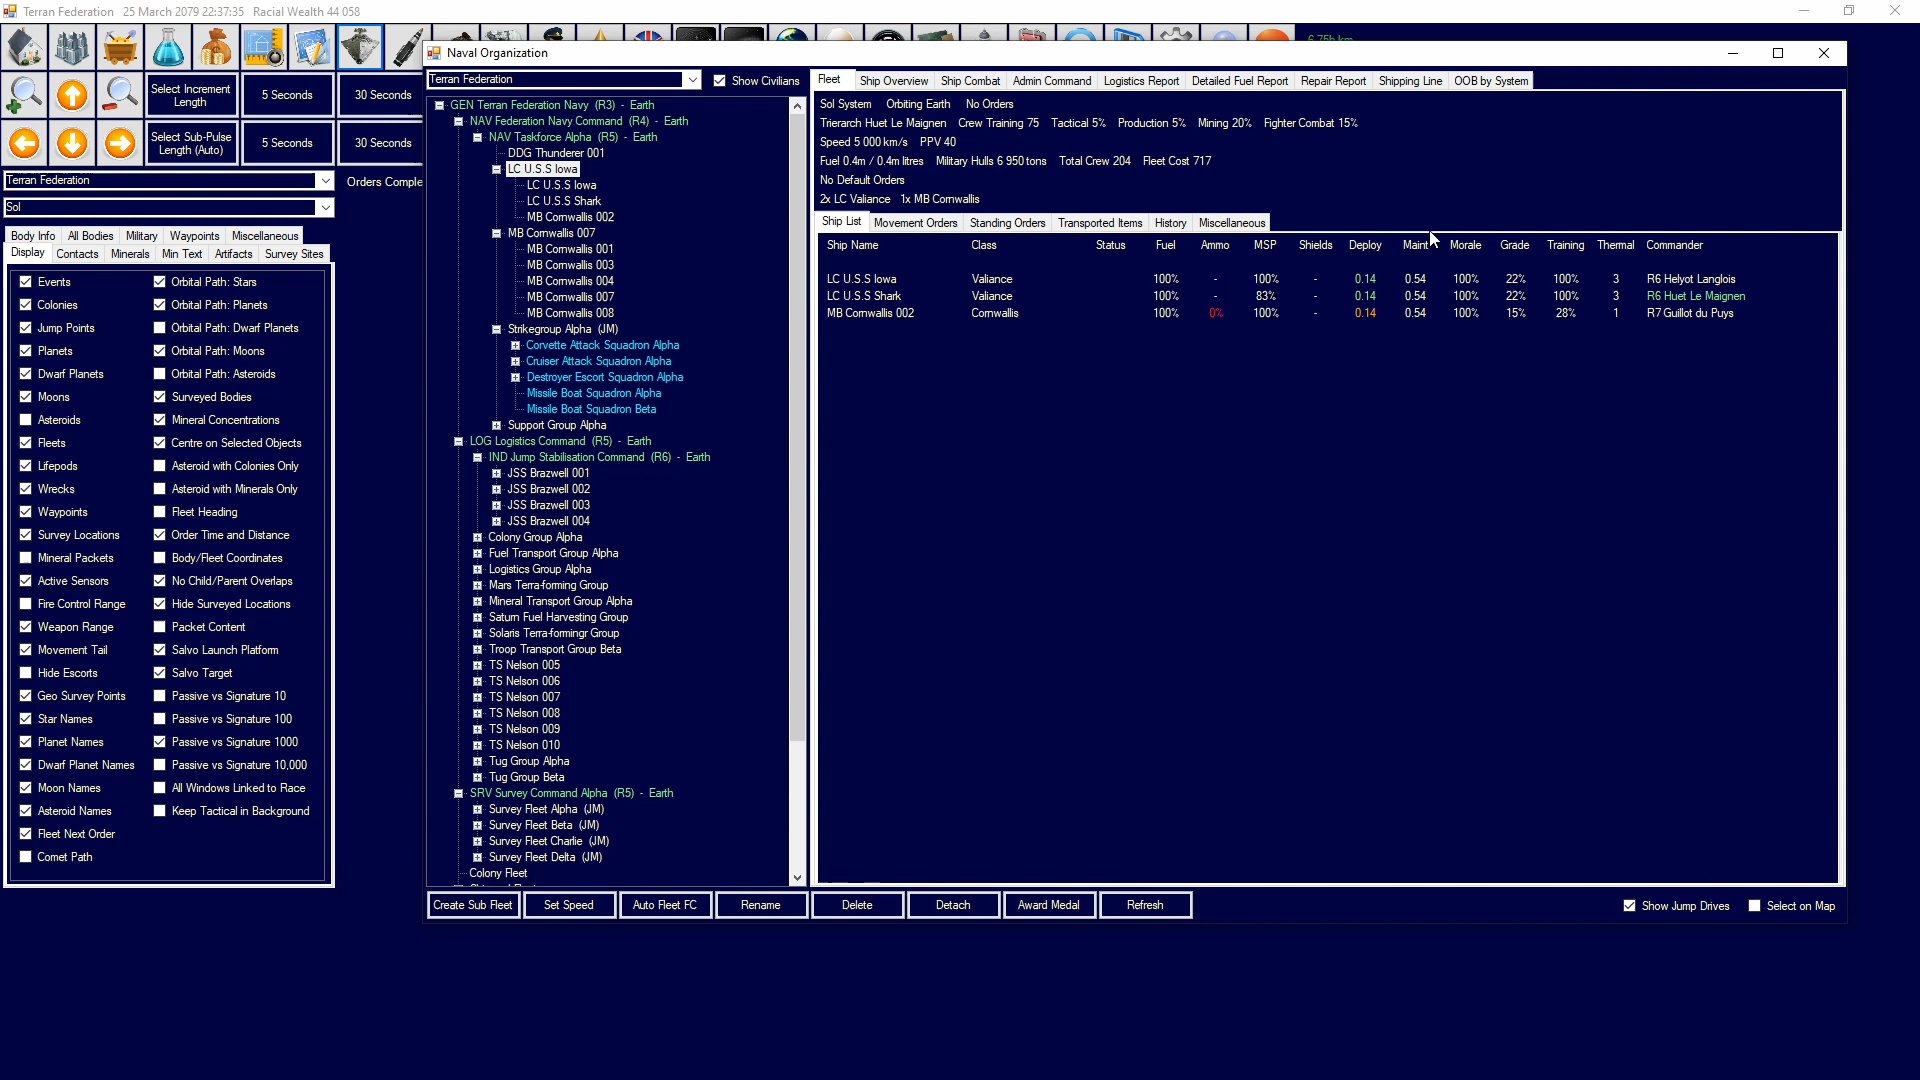 Terran Federation 25 March 2079 22:37:35 Racial Wealth 44 058
Naval Organization
Terran Federation
Show Civilians
Fleet Ship Overview Ship Combat Admin Command Logistics Report Detailed Fuel Report Repair Report Shipping Line OOB by System
Select Increment Length 5 Seconds 30 Seconds
Select Sub-Pulse Length (Auto) 5 Seconds 30 Seconds
Terran Federation
Orders Comple
Sol
Body Info All Bodies Military Waypoints Miscellaneous
Display Contacts Minerals Min Text Artifacts Survey Sites
Events Orbital Path: Stars
Colonies Orbital Path: Planets
Jump Points Orbital Path: Dwarf Planets
Planets Orbital Path: Moons
Dwarf Planets Orbital Path: Asteroids
Moons Surveyed Bodies
Asteroids Mineral Concentrations
Fleets Centre on Selected Objects
Lifepods Asteroid with Colonies Only
Wrecks Asteroid with Minerals Only
Waypoints Fleet Heading
Survey Locations Order Time and Distance
Mineral Packets Body/Fleet Coordinates
Active Sensors No Child/Parent Overlaps
Fire Control Range Hide Surveyed Locations
Weapon Range Packet Content
Movement Tail Salvo Launch Platform
Hide Escorts Salvo Target
Geo Survey Points Passive vs Signature 10
Star Names Passive vs Signature 100
Planet Names Passive vs Signature 1000
Dwarf Planet Names Passive vs Signature 10,000
Moon Names All Windows Linked to Race
Asteroid Names Keep Tactical in Background
Fleet Next Order
Comet Path
GEN Terran Federation Navy (R3) - Earth
NAV Federation Navy Command (R4) - Earth
NAV Taskforce Alpha (R5) - Earth
DDG Thunderer 001
LC U.S.S Iowa
LC U.S.S Iowa
LC U.S.S Shark
MB Cornwallis 002
MB Cornwallis 007
MB Cornwallis 001
MB Cornwallis 003
MB Cornwallis 004
MB Cornwallis 007
MB Cornwallis 008
Strikegroup Alpha (JM)
Corvette Attack Squadron Alpha
Cruiser Attack Squadron Alpha
Destroyer Escort Squadron Alpha
Missile Boat Squadron Alpha
Missile Boat Squadron Beta
Support Group Alpha
LOG Logistics Command (R5) - Earth
IND Jump Stabilisation Command (R6) - Earth
JSS Brazwell 001
JSS Brazwell 002
JSS Brazwell 003
JSS Brazwell 004
Colony Group Alpha
Fuel Transport Group Alpha
Logistics Group Alpha
Mars Terra-forming Group
Mineral Transport Group Alpha
Saturn Fuel Harvesting Group
Solaris Terra-formingr Group
Troop Transport Group Beta
TS Nelson 005
TS Nelson 006
TS Nelson 007
TS Nelson 008
TS Nelson 009
TS Nelson 010
Tug Group Alpha
Tug Group Beta
SRV Survey Command Alpha (R5) - Earth
Survey Fleet Alpha (JM)
Survey Fleet Beta (JM)
Survey Fleet Charlie (JM)
Survey Fleet Delta (JM)
Colony Fleet
Sol System Orbiting Earth No Orders
Trierarch Huet Le Maignen Crew Training 75 Tactical 5% Production 5% Mining 20% Fighter Combat 15%
Speed 5 000 km/s PPV 40
Fuel 0.4m / 0.4m litres Military Hulls 6 950 tons Total Crew 204 Fleet Cost 717
No Default Orders
2x LC Valiance 1x MB Cornwallis
Ship List Movement Orders Standing Orders Transported Items History Miscellaneous
Ship Name Class Status Fuel Ammo MSP Shields Deploy Maint Morale Grade Training Thermal Commander
LC U.S.S Iowa Valiance 100% - 100% - 0.14 0.54 100% 22% 100% 3 R6 Helyot Langlois
LC U.S.S Shark Valiance 100% - 83% - 0.14 0.54 100% 22% 100% 3 R6 Huet Le Maignen
MB Cornwallis 002 Cornwallis 100% 0% 100% - 0.14 0.54 100% 15% 28% 1 R7 Guillot du Puys
Create Sub Fleet Set Speed Auto Fleet FC Rename Delete Detach Award Medal Refresh
Show Jump Drives Select on Map